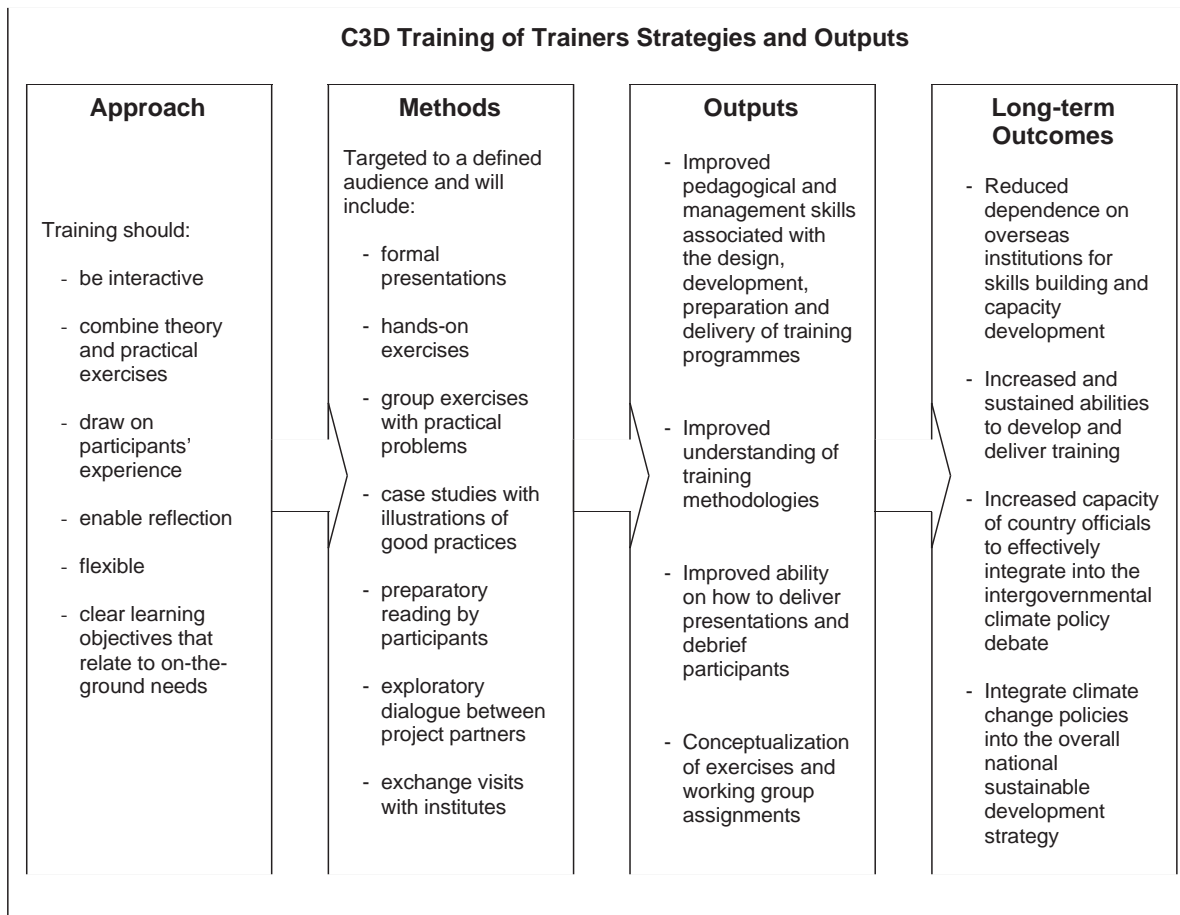 C3D Training of Trainers Strategies and Outputs
Approach
Training should:
- be interactive
- combine theory
and practical
exercises
- draw on
participants’
experience
- enable reflection
- flexible
- clear learning
objectives that
relate to on-the-
ground needs
Methods
Targeted to a defined
audience and will
include:
- formal
presentations
- hands-on
exercises
- group exercises
with practical
problems
- case studies with
illustrations of
good practices
- preparatory
reading by
participants
- exploratory
dialogue between
project partners
- exchange visits
with institutes
Outputs
- Improved
pedagogical and
management skills
associated with
the design,
development,
preparation and
delivery of training
programmes
- Improved
understanding of
training
methodologies
- Improved ability
on how to deliver
presentations and
debrief
participants
- Conceptualization
of exercises and
working group
assignments
Long-term
Outcomes
- Reduced
dependence on
overseas
institutions for
skills building and
capacity
development
- Increased and
sustained abilities
to develop and
deliver training
- Increased capacity
of country officials
to effectively
integrate into the
intergovernmental
climate policy
debate
- Integrate climate
change policies
into the overall
national
sustainable
development
strategy